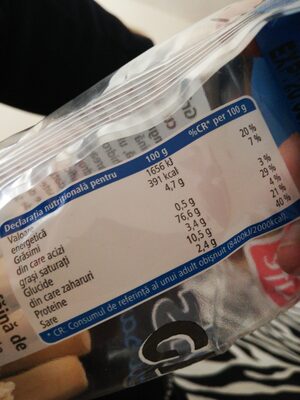 Declarația nutrițională pentru 100 g %CR* per 100 g
Valoare 1656 kJ 20 %
energetică 391 kcal
Grăsimi 4,7 g 7 %
din care acizi
grași saturați 0,5 g 3 %
Glucide 76,6 g 29 %
din care zaharuri 3,4 g 4 %
Proteine 10,5 g 21 %
Sare 2,4 g 40 %
* CR: Consumul de referință al unui adult obișnuit (8400kJ/2000kcal).